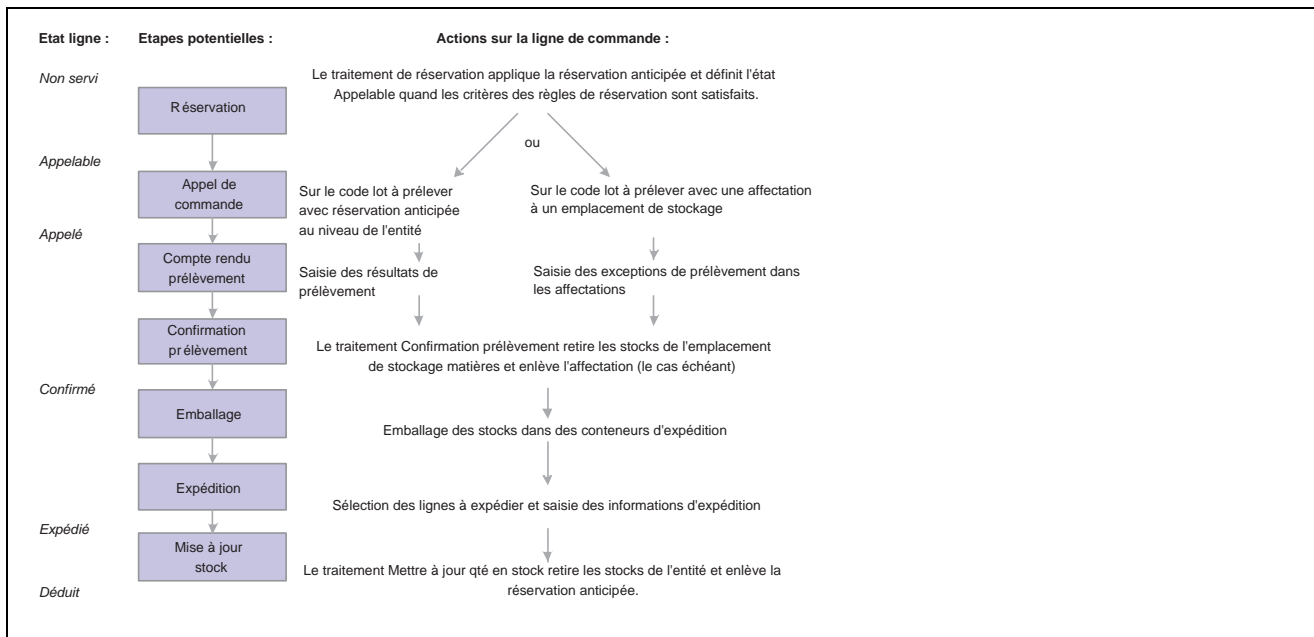 Etat ligne :
Etapes potentielles :
Actions sur la ligne de commande :
Non servi
Le traitement de réservation applique la réservation anticipée et définit l'état
Appelable quand les critères des règles de réservation sont satisfaits.
Réservation
ou
Appelable
Appel de
commande
Sur le code lot à prélever
avec réservation anticipée
au niveau de l'entité
Sur le code lot à prélever avec une affectation
à un emplacement de stockage
Appelé
Compte rendu
prélèvement
Saisie des résultats de
prélèvement
Saisie des exceptions de prélèvement dans
les affectations
Confirmation
prélèvement
Le traitement Confirmation prélèvement retire les stocks de l'emplacement
de stockage matières et enlève l'affectation (le cas échéant)
Confirmé
Emballage
Emballage des stocks dans des conteneurs d'expédition
Expédition
Sélection des lignes à expédier et saisie des informations d'expédition
Expédié
Mise à jour
stock
Le traitement Mettre à jour qté en stock retire les stocks de l'entité et enlève la
réservation anticipée.
Déduit